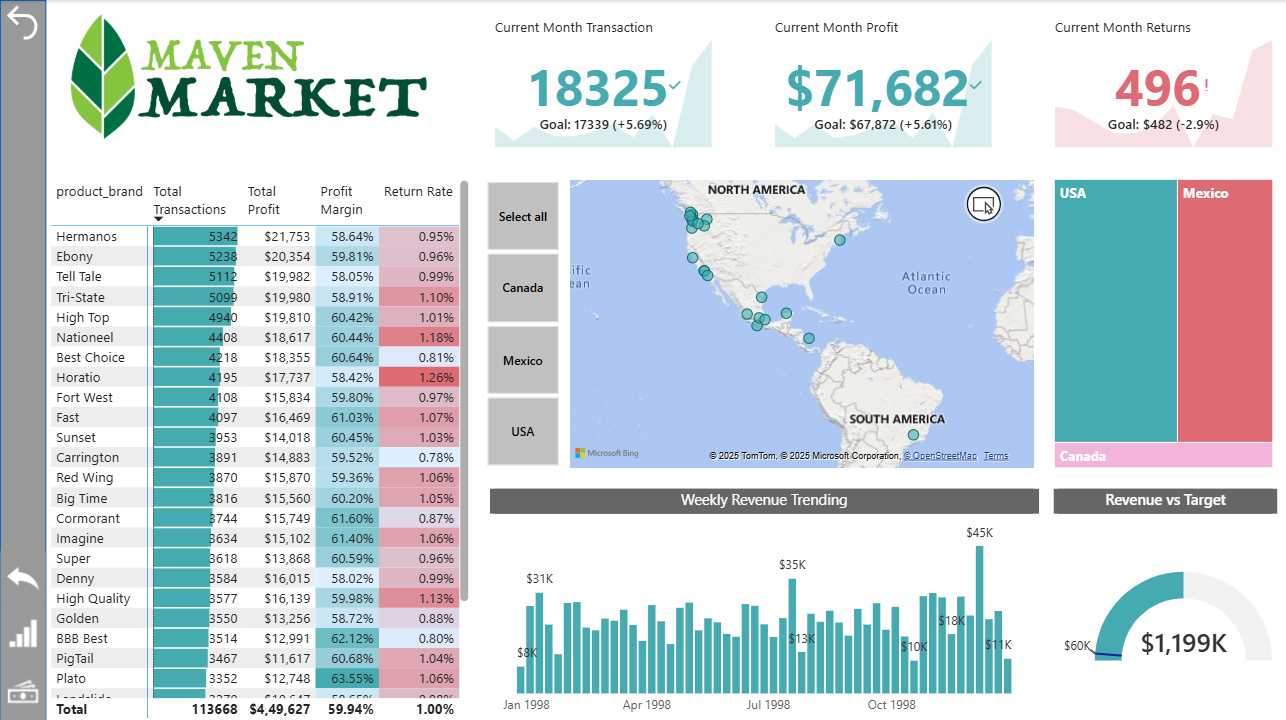 MAVEN
MARKET
Current Month Transaction
18325
Goal: 17339 (+5.69%)
Current Month Profit
$71,682
Goal: $67,872 (+5.61%)
Current Month Returns
496!
Goal: $482 (-2.9%)
product_brand Total Transactions Total Profit Profit Margin Return Rate
Hermanos 5342 $21,753 58.64% 0.95%
Ebony 5238 $20,354 59.81% 0.96%
Tell Tale 5112 $19,982 58.05% 0.99%
Tri-State 5099 $19,980 58.91% 1.10%
High Top 4940 $19,810 60.42% 1.01%
Nationeel 4408 $18,617 60.44% 1.18%
Best Choice 4218 $18,355 60.64% 0.81%
Horatio 4195 $17,737 58.42% 1.26%
Fort West 4108 $15,834 59.80% 0.97%
Fast 4097 $16,469 61.03% 1.07%
Sunset 3953 $14,018 60.45% 1.03%
Carrington 3891 $14,883 59.52% 0.78%
Red Wing 3870 $15,870 59.36% 1.06%
Big Time 3816 $15,560 60.20% 1.05%
Cormorant 3744 $15,749 61.60% 0.87%
Imagine 3634 $15,102 61.40% 1.06%
Super 3618 $13,868 60.59% 0.96%
Denny 3584 $16,015 58.02% 0.99%
High Quality 3577 $16,139 59.98% 1.13%
Golden 3550 $13,256 58.72% 0.88%
BBB Best 3514 $12,991 62.12% 0.80%
PigTail 3467 $11,617 60.68% 1.04%
Plato 3352 $12,748 63.55% 1.06%
Total 113668 $4,49,627 59.94% 1.00%
Select all
Canada
Mexico
USA
NORTH AMERICA
ific
ean
Atlantic
Ocean
SOUTH AMERICA
Microsoft Bing
© 2025 TomTom, © 2025 Microsoft Corporation, © OpenStreetMap Terms
USA
Mexico
Canada
Weekly Revenue Trending
$8K
$31K
$35K
$13K
$10K
$18K
$45K
$11K
Jan 1998
Apr 1998
Jul 1998
Oct 1998
Revenue vs Target
$60K
$1,199K